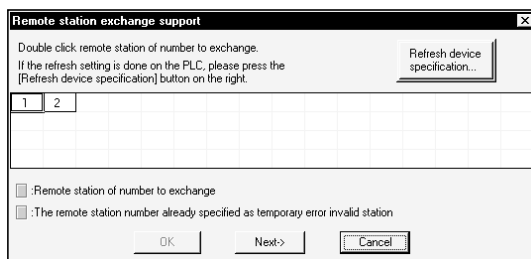 Remote station exchange support
Double click remote station of number to exchange.
If the refresh setting is done on the PLC, please press the
[Refresh device specification] button on the right.
Refresh device
specification...
1 2
:Remote station of number to exchange
:The remote station number already specified as temporary error invalid station
OK Next-> Cancel